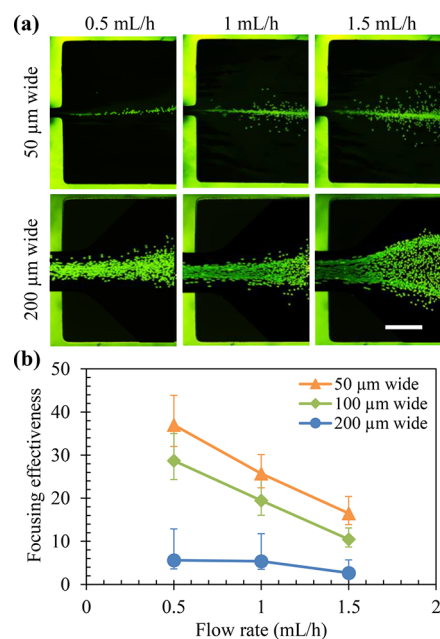 (a)
0.5 mL/h
1 mL/h
1.5 mL/h
50 µm wide
200 µm wide
(b)
50
40
30
20
10
0
Focusing effectiveness
50 µm wide
100 µm wide
200 µm wide
0
0.5
1
1.5
2
Flow rate (mL/h)